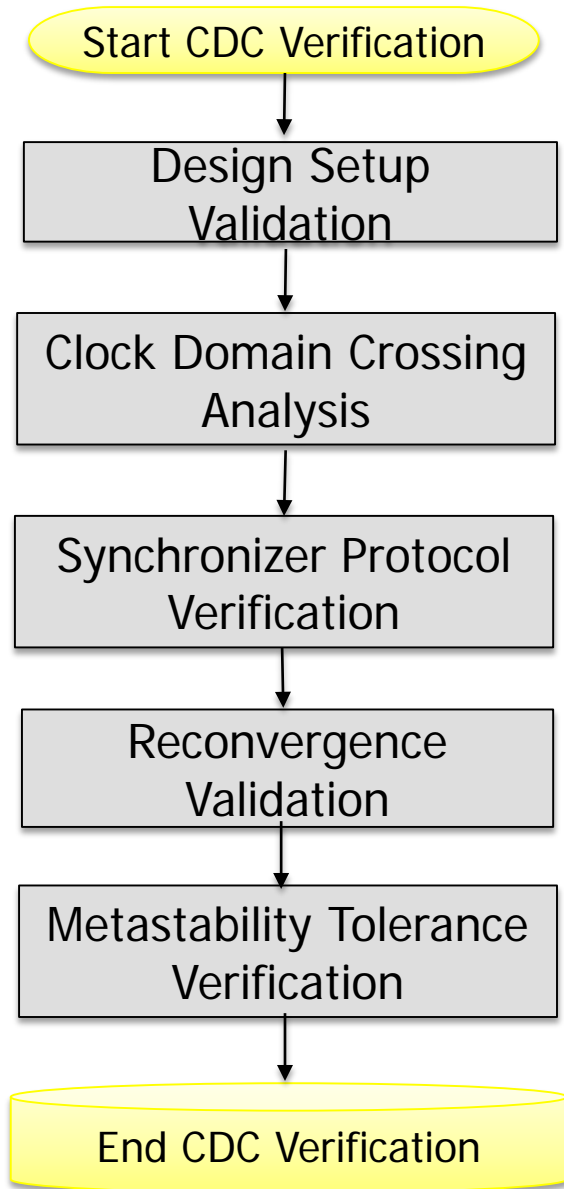 Start CDC Verification
Design Setup
Validation
Clock Domain Crossing
Analysis
Synchronizer Protocol
Verification
Reconvergence
Validation
Metastability Tolerance
Verification
End CDC Verification